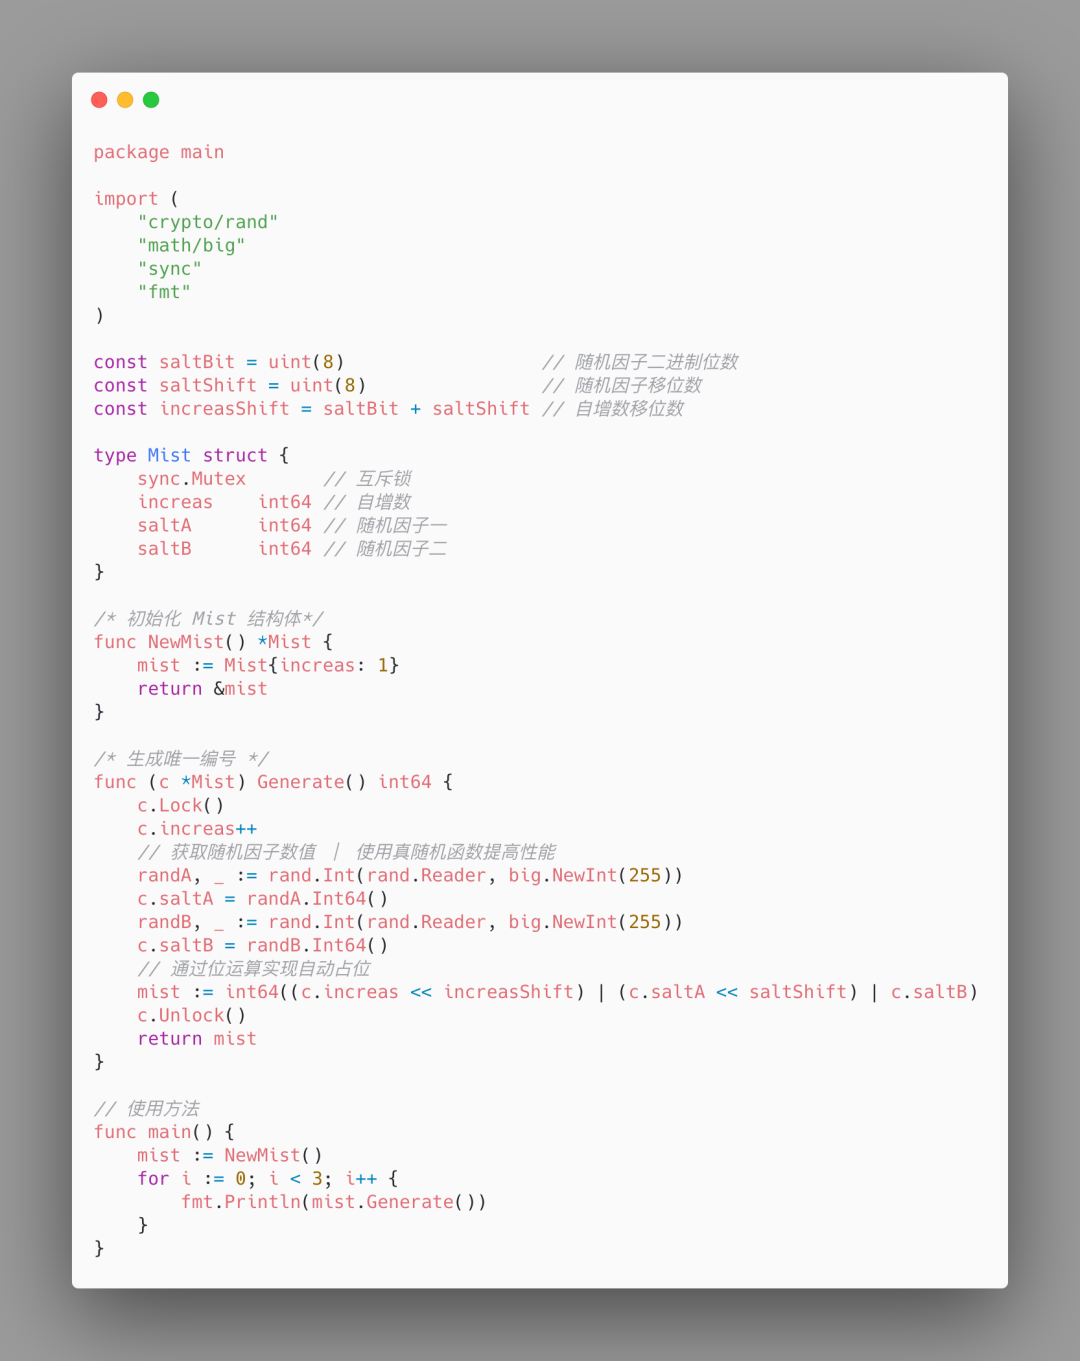 package main

import (
    "crypto/rand"
    "math/big"
    "sync"
    "fmt"
)

const saltBit = uint(8)                  // 随机因子二进制位数
const saltShift = uint(8)                // 随机因子移位数
const increasShift = saltBit + saltShift // 自增数移位数

type Mist struct {
    sync.Mutex       // 互斥锁
    increas    int64 // 自增数
    saltA      int64 // 随机因子一
    saltB      int64 // 随机因子二
}

/* 初始化 Mist 结构体*/
func NewMist() *Mist {
    mist := Mist{increas: 1}
    return &mist
}

/* 生成唯一编号 */
func (c *Mist) Generate() int64 {
    c.Lock()
    c.increas++
    // 获取随机因子数值 ｜ 使用真随机函数提高性能
    randA, _ := rand.Int(rand.Reader, big.NewInt(255))
    c.saltA = randA.Int64()
    randB, _ := rand.Int(rand.Reader, big.NewInt(255))
    c.saltB = randB.Int64()
    // 通过位运算实现自动占位
    mist := int64((c.increas << increasShift) | (c.saltA << saltShift) | c.saltB)
    c.Unlock()
    return mist
}

// 使用方法
func main() {
    mist := NewMist()
    for i := 0; i < 3; i++ {
        fmt.Println(mist.Generate())
    }
}